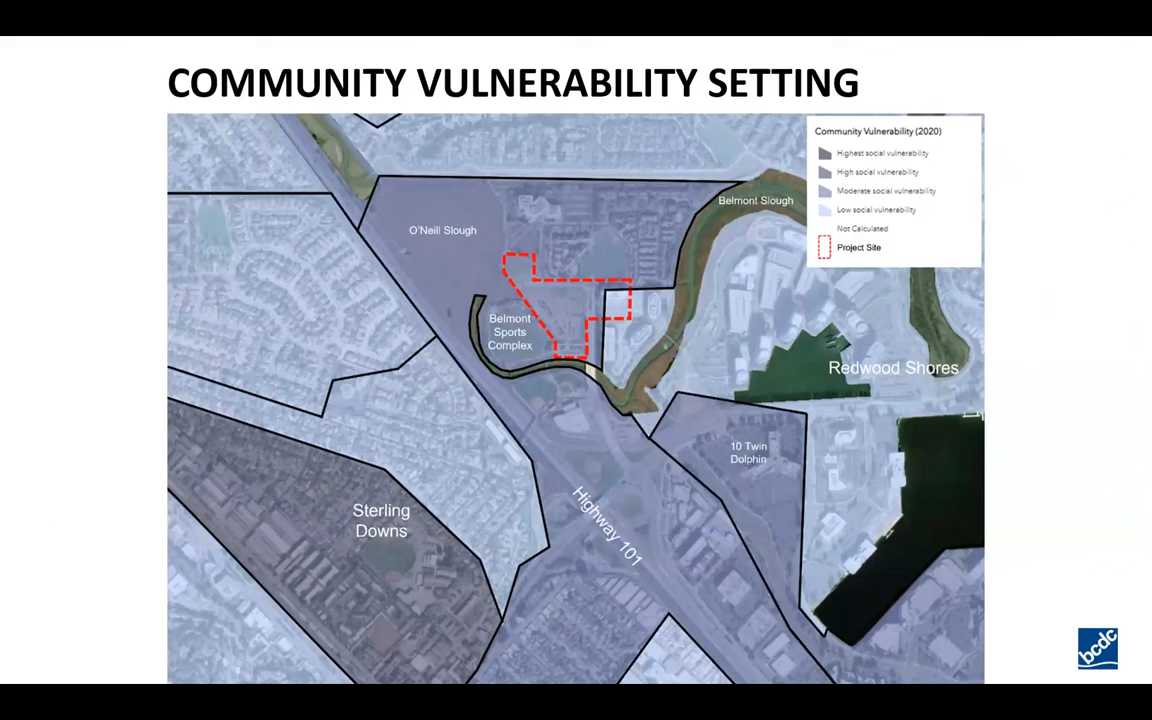 COMMUNITY VULNERABILITY SETTING
Community Vulnerability (2020)
Highest social vulnerability
High social vulnerability
Moderate social vulnerability
Low social vulnerability
Not Calculated
Project Site
Belmont Slough
O'Neill Slough
Belmont
Sports
Complex
Redwood Shores
10 Twin
Dolphin
Sterling
Downs
Highway 101
bcdc